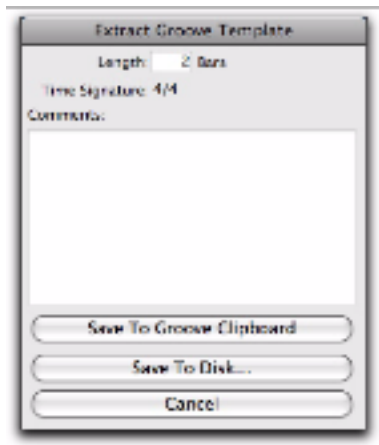 Extract Groove Template
Length: 2 Bars
Time Signature: 4/4
Comments:
Save To Groove Clipboard
Save To Disk...
Cancel